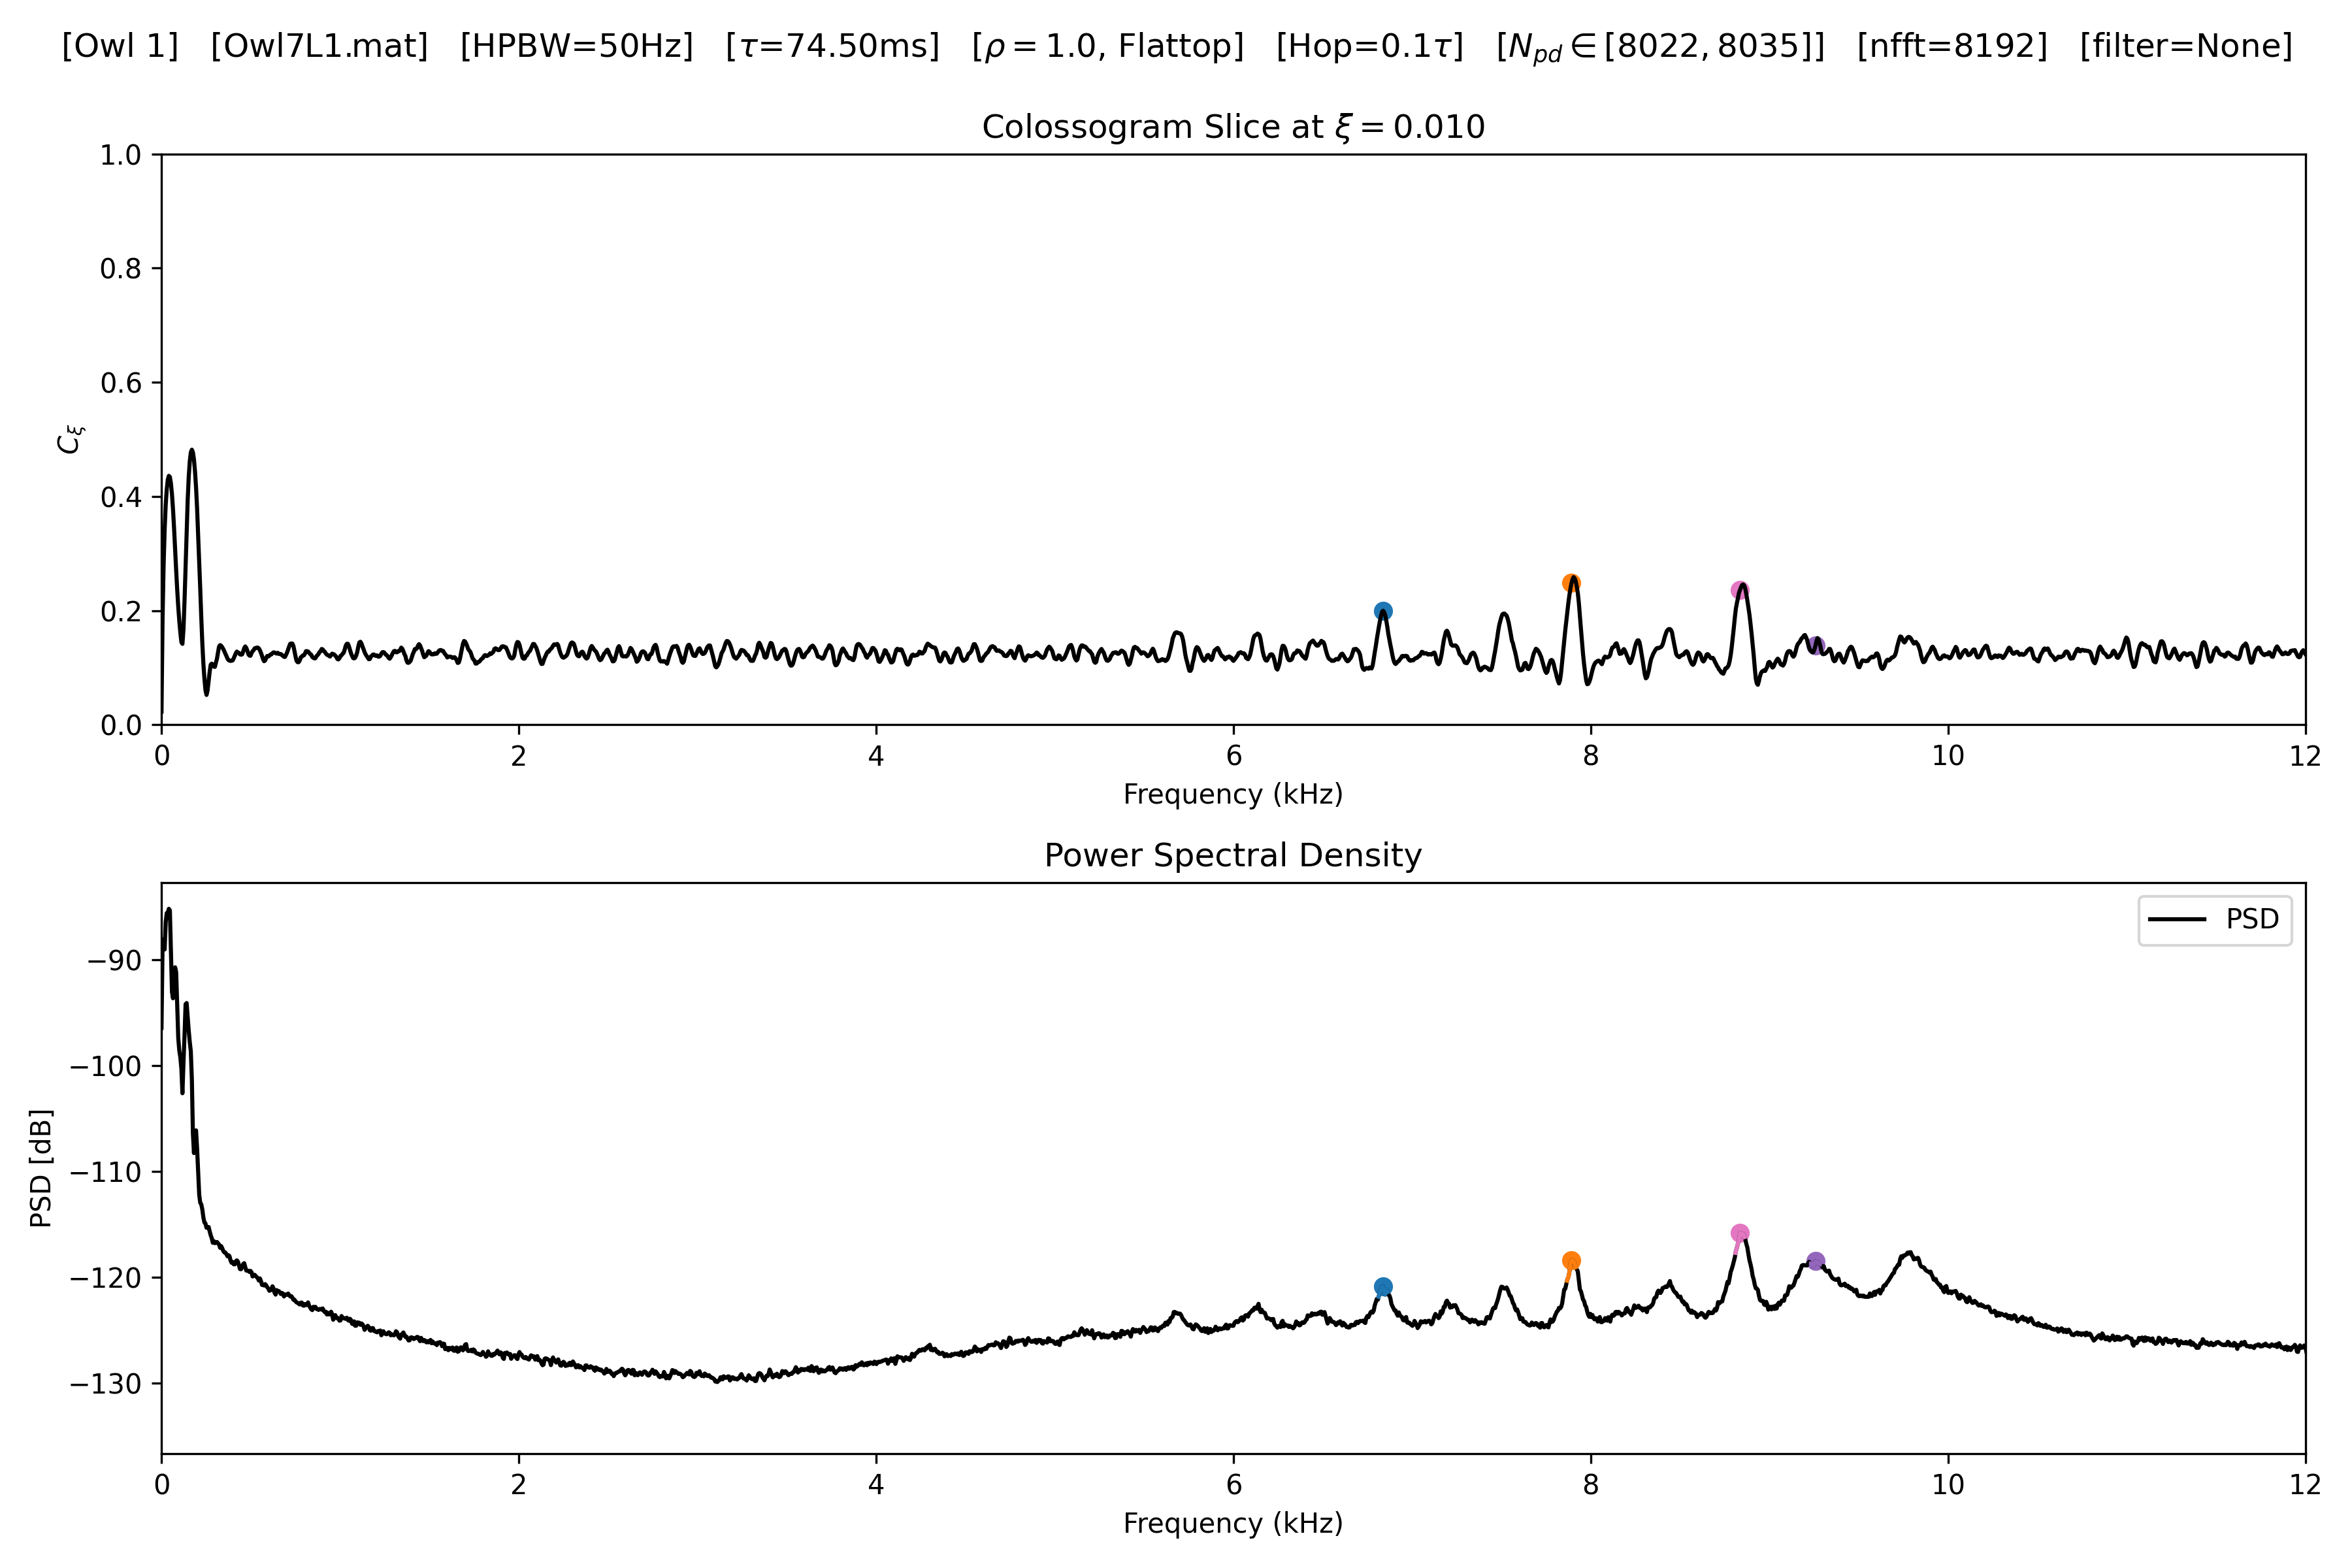 [Owl 1] [Owl7L1.mat] [HPBW=50Hz] [τ=74.50ms] [ρ = 1.0, Flattop] [Hop=0.1τ] [N_pd ∈ [8022, 8035]] [nfft=8192] [filter=None]
Colossogram Slice at ξ = 0.010
1.0
0.8
0.6
0.4
0.2
0.0
C_ξ
0 2 4 6 8 10 12
Frequency (kHz)
Power Spectral Density
PSD
−90
−100
−110
−120
−130
PSD [dB]
0 2 4 6 8 10 12
Frequency (kHz)